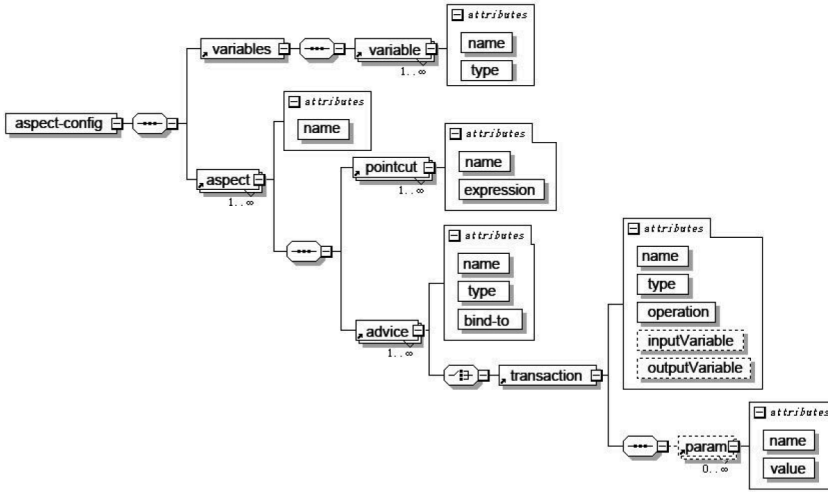 attributes
variables
variable
name
1..∞
type
attributes
aspect-config
name
attributes
pointcut
name
aspect
1..∞
expression
1..∞
attributes
attributes
name
name
type
type
bind-to
operation
advice
inputVariable
1..∞
outputVariable
transaction
attributes
param
name
0..∞
value